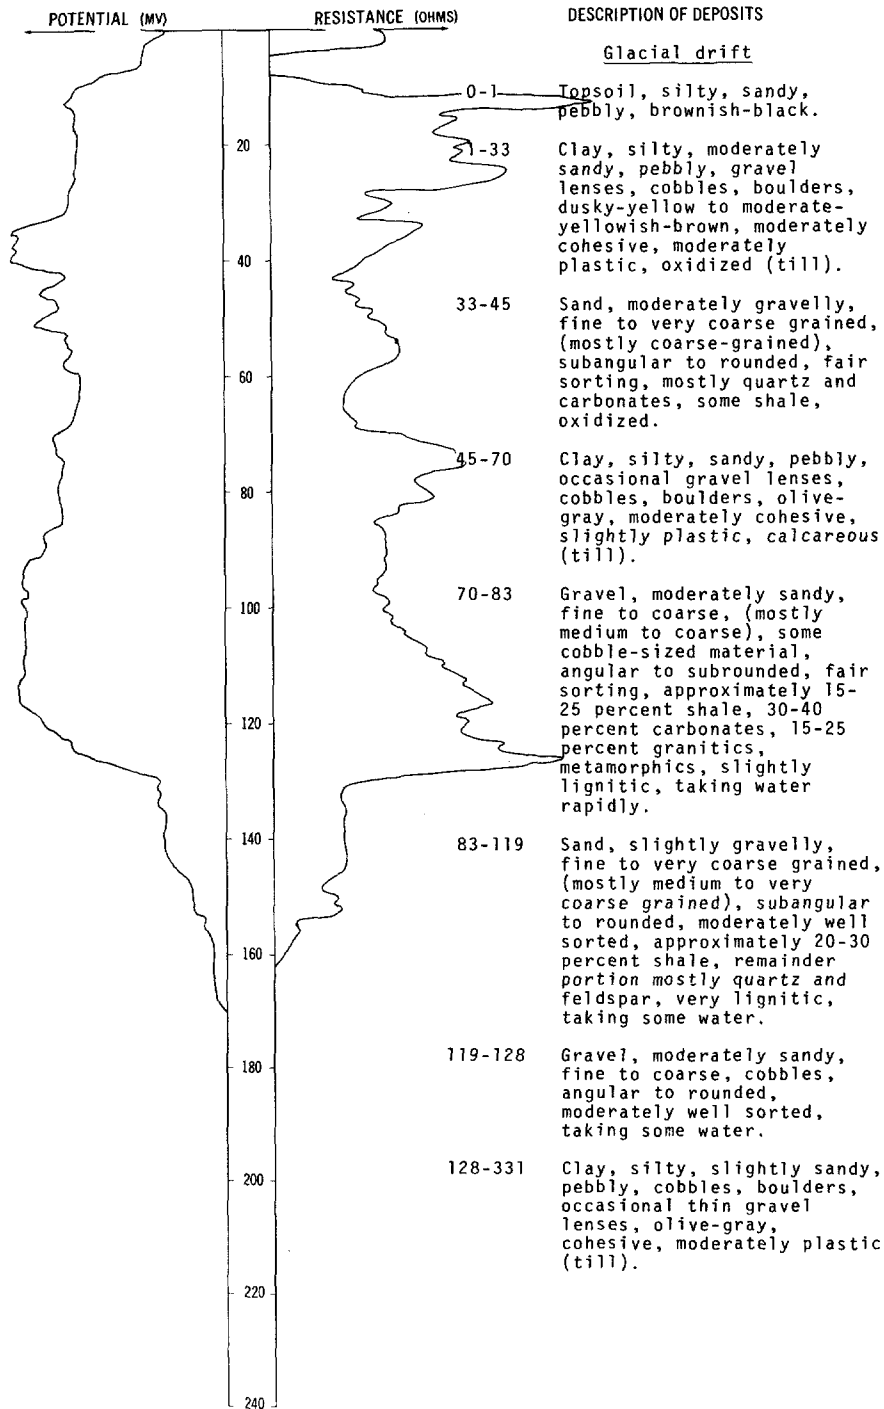 POTENTIAL (MV) RESISTANCE (OHMS) DESCRIPTION OF DEPOSITS
Glacial drift
0-1 Topsoil, silty, sandy,
pebbly, brownish-black.
20
1-33 Clay, silty, moderately
sandy, pebbly, gravel
lenses, cobbles, boulders,
dusky-yellow to moderate-
yellowish-brown, moderately
cohesive, moderately
plastic, oxidized (till).
40
33-45 Sand, moderately gravelly,
fine to very coarse grained,
(mostly coarse-grained),
subangular to rounded, fair
sorting, mostly quartz and
carbonates, some shale,
oxidized.
60
45-70 Clay, silty, sandy, pebbly,
occasional gravel lenses,
cobbles, boulders, olive-
gray, moderately cohesive,
slightly plastic, calcareous
(till).
80
70-83 Gravel, moderately sandy,
fine to coarse, (mostly
medium to coarse), some
cobble-sized material,
angular to subrounded, fair
sorting, approximately 15-
25 percent shale, 30-40
percent carbonates, 15-25
percent granitics,
metamorphics, slightly
lignitic, taking water
rapidly.
100
120
140
83-119 Sand, slightly gravelly,
fine to very coarse grained,
(mostly medium to very
coarse grained), subangular
to rounded, moderately well
sorted, approximately 20-30
percent shale, remainder
portion mostly quartz and
feldspar, very lignitic,
taking some water.
160
180
119-128 Gravel, moderately sandy,
fine to coarse, cobbles,
angular to rounded,
moderately well sorted,
taking some water.
200
128-331 Clay, silty, slightly sandy,
pebbly, cobbles, boulders,
occasional thin gravel
lenses, olive-gray,
cohesive, moderately plastic
(till).
220
240